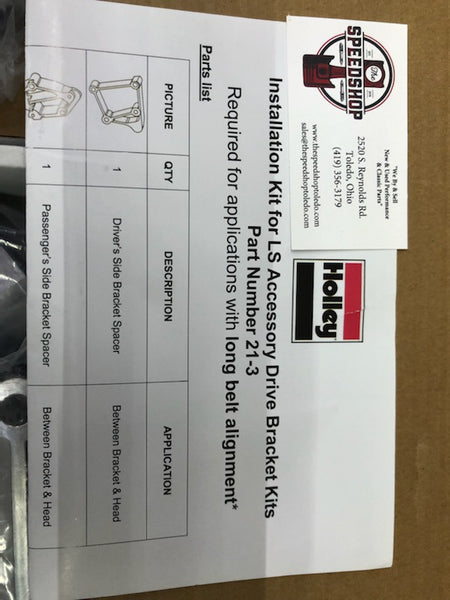 The
SPEEDSHOP
"We By & Sell
New & Used Performance
& Classic Parts"
2520 S. Reynolds Rd.
Toledo, Ohio
(419) 356-3179
www.thespeedshoptoledo.com
sales@thespeedshoptoledo.com
Holley
Installation Kit for LS Accessory Drive Bracket Kits
Part Number 21-3
Required for applications with long belt alignment*
Parts list
PICTURE QTY DESCRIPTION APPLICATION
1 Driver's Side Bracket Spacer Between Bracket & Head
1 Passenger's Side Bracket Spacer Between Bracket & Head